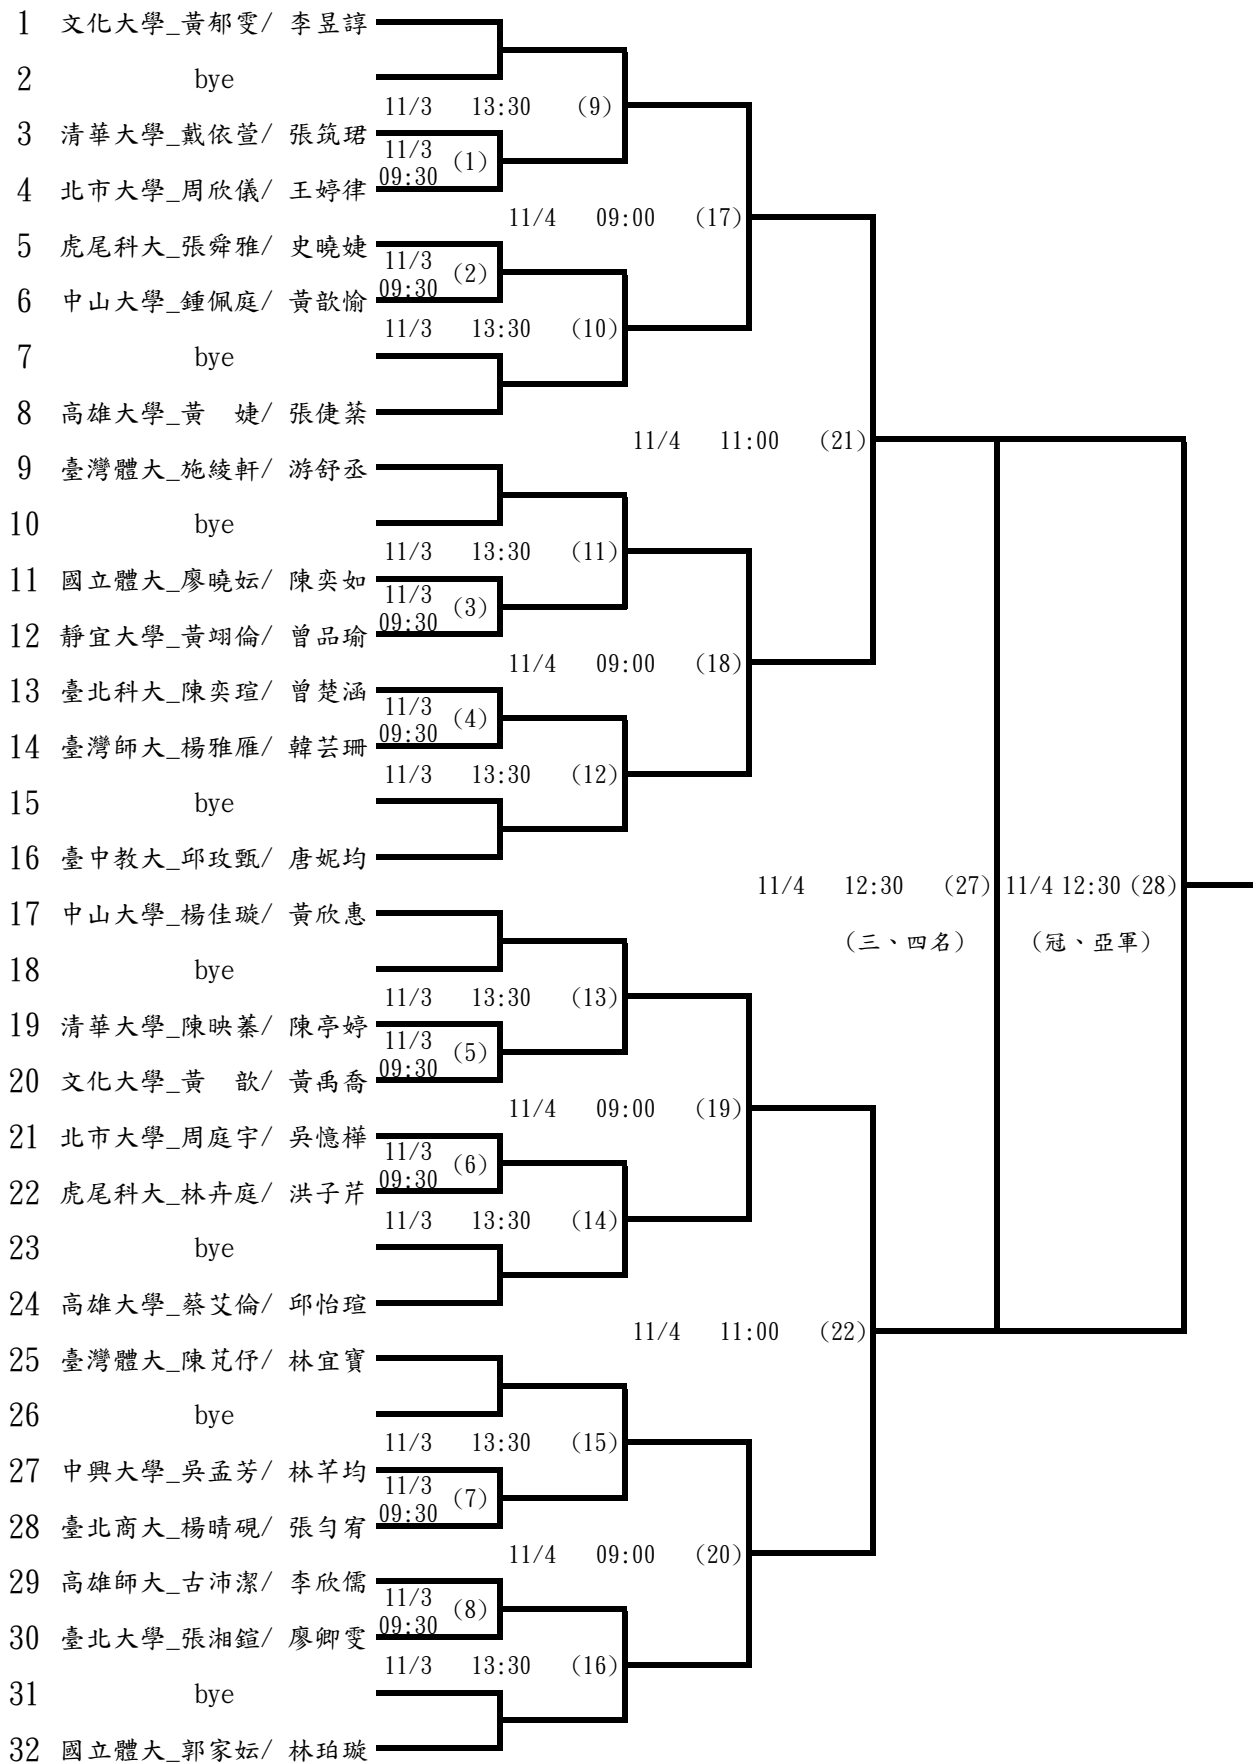 1 文化大學_黃郁雯/ 李昱諄
2 bye
11/3 13:30 (9)
3 清華大學_戴依萱/ 張筑珺
11/3
(1)
09:30
4 北市大學_周欣儀/ 王婷律
11/4 09:00 (17)
5 虎尾科大_張舜雅/ 史曉婕
11/3
(2)
09:30
6 中山大學_鍾佩庭/ 黃歆愉
11/3 13:30 (10)
7 bye
8 高雄大學_黃 婕/ 張倢棻
11/4 11:00 (21)
9 臺灣體大_施綾軒/ 游舒丞
10 bye
11/3 13:30 (11)
11 國立體大_廖曉妘/ 陳奕如
11/3
(3)
09:30
12 靜宜大學_黃翊倫/ 曾品瑜
11/4 09:00 (18)
13 臺北科大_陳奕瑄/ 曾楚涵
11/3
(4)
09:30
14 臺灣師大_楊雅雁/ 韓芸珊
11/3 13:30 (12)
15 bye
16 臺中教大_邱玫甄/ 唐妮均
11/4 12:30 (27) 11/4 12:30 (28)
17 中山大學_楊佳璇/ 黃欣惠
(三、四名) (冠、亞軍)
18 bye
11/3 13:30 (13)
19 清華大學_陳映蓁/ 陳亭婷
11/3
(5)
09:30
20 文化大學_黃 歆/ 黃禹喬
11/4 09:00 (19)
21 北市大學_周庭宇/ 吳憶樺
11/3
(6)
09:30
22 虎尾科大_林卉庭/ 洪子芹
11/3 13:30 (14)
23 bye
24 高雄大學_蔡艾倫/ 邱怡瑄
11/4 11:00 (22)
25 臺灣體大_陳芃伃/ 林宜寶
26 bye
11/3 13:30 (15)
27 中興大學_吳孟芳/ 林芊均
11/3
(7)
09:30
28 臺北商大_楊晴硯/ 張勻宥
11/4 09:00 (20)
29 高雄師大_古沛潔/ 李欣儒
11/3
(8)
09:30
30 臺北大學_張湘鎧/ 廖卿雯
11/3 13:30 (16)
31 bye
32 國立體大_郭家妘/ 林珀璇